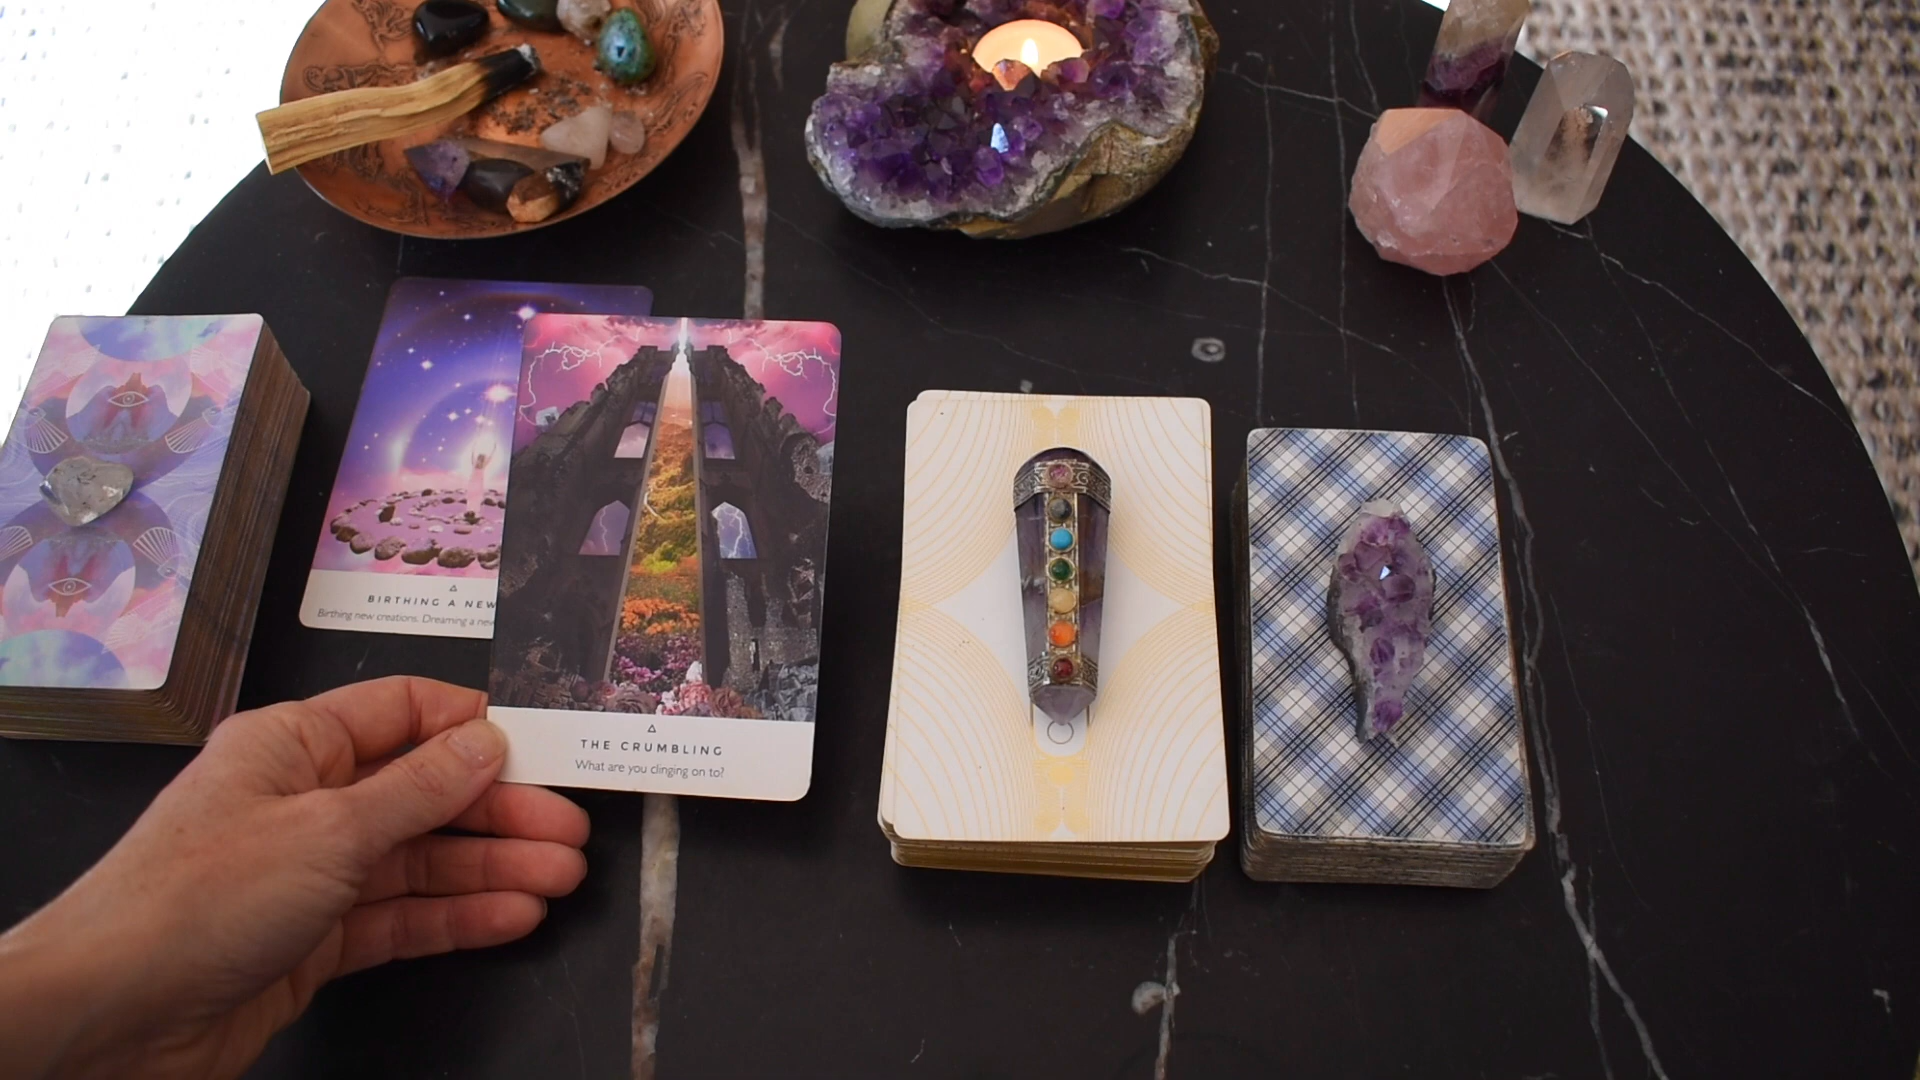 BIRTHING A NEW
Birthing new creations. Dreaming a new
THE CRUMBLING
What are you clinging on to?